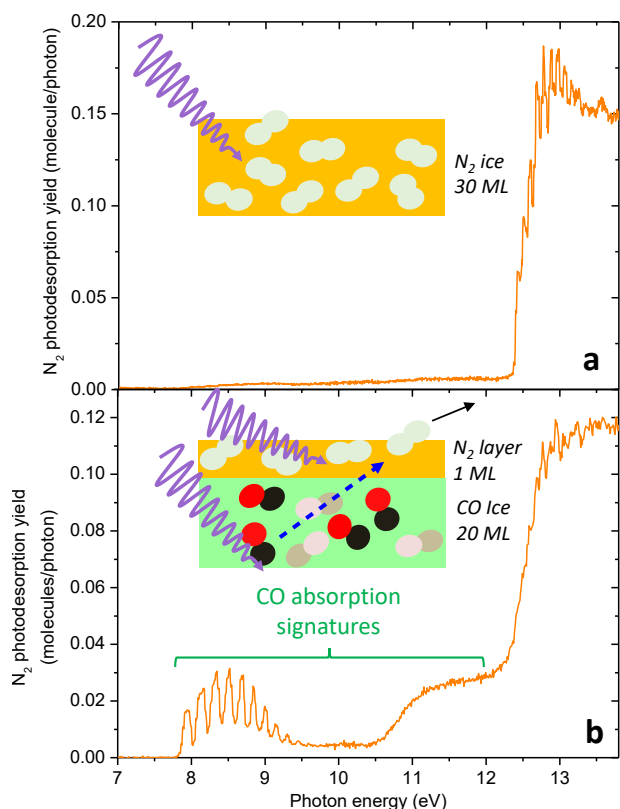 N₂ photodesorption yield (molecule/photon)
0.20
0.15
0.10
0.05
0.00
N₂ ice
30 ML
a
N₂ photodesorption yield
(molecules/photon)
0.12
0.10
0.08
0.06
0.04
0.02
0.00
N₂ layer
1 ML
CO Ice
20 ML
CO absorption
signatures
b
7 8 9 10 11 12 13
Photon energy (eV)